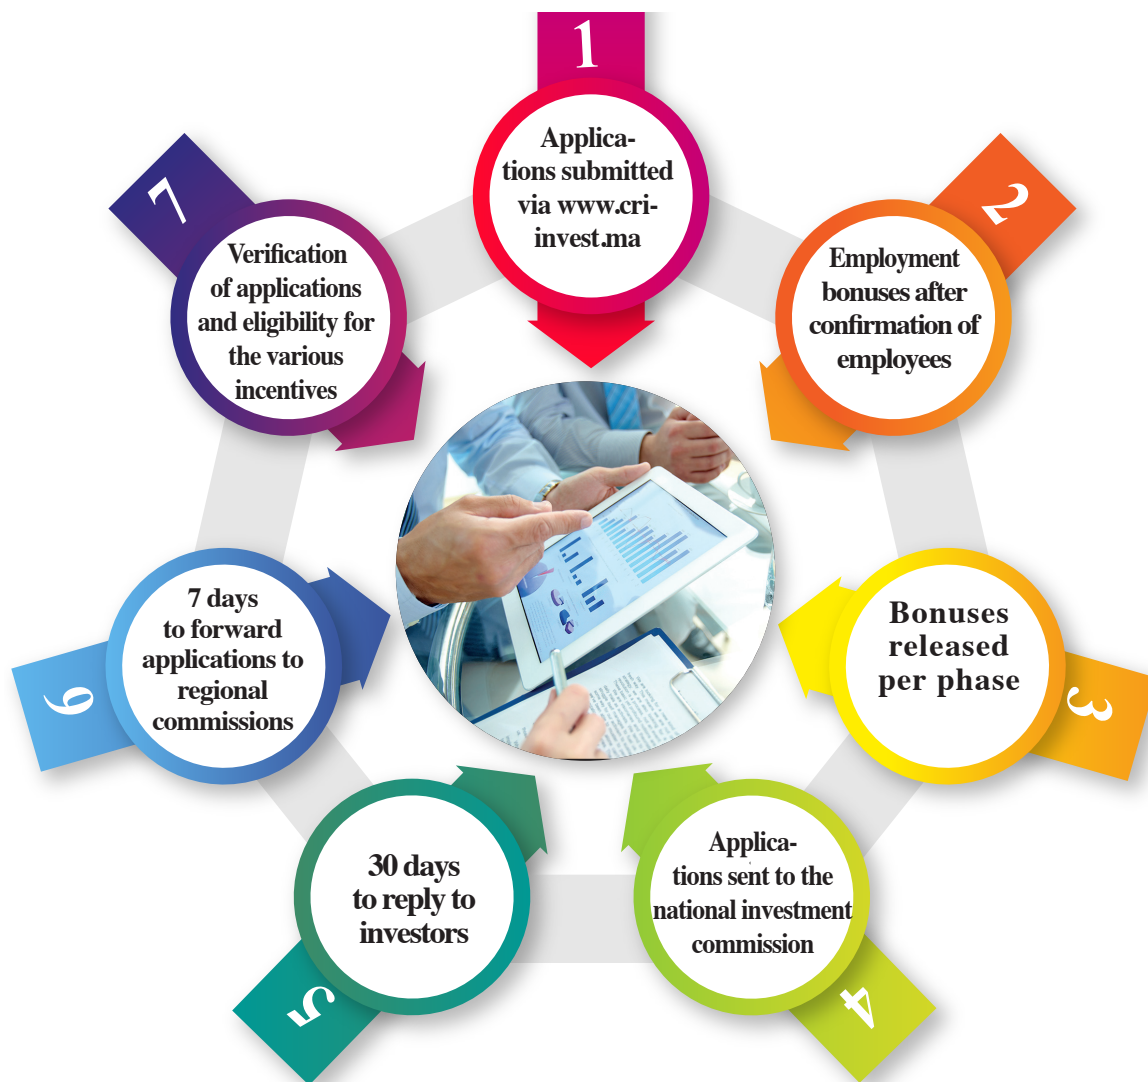 1
Applica-
tions submitted
via www.cri-
invest.ma
2
Employment
bonuses after
confirmation of
employees
3
Bonuses
released
per phase
4
Applica-
tions sent to the
national investment
commission
5
30 days
to reply to
investors
6
7 days
to forward
applications to
regional
commissions
7
Verification
of applications
and eligibility for
the various
incentives